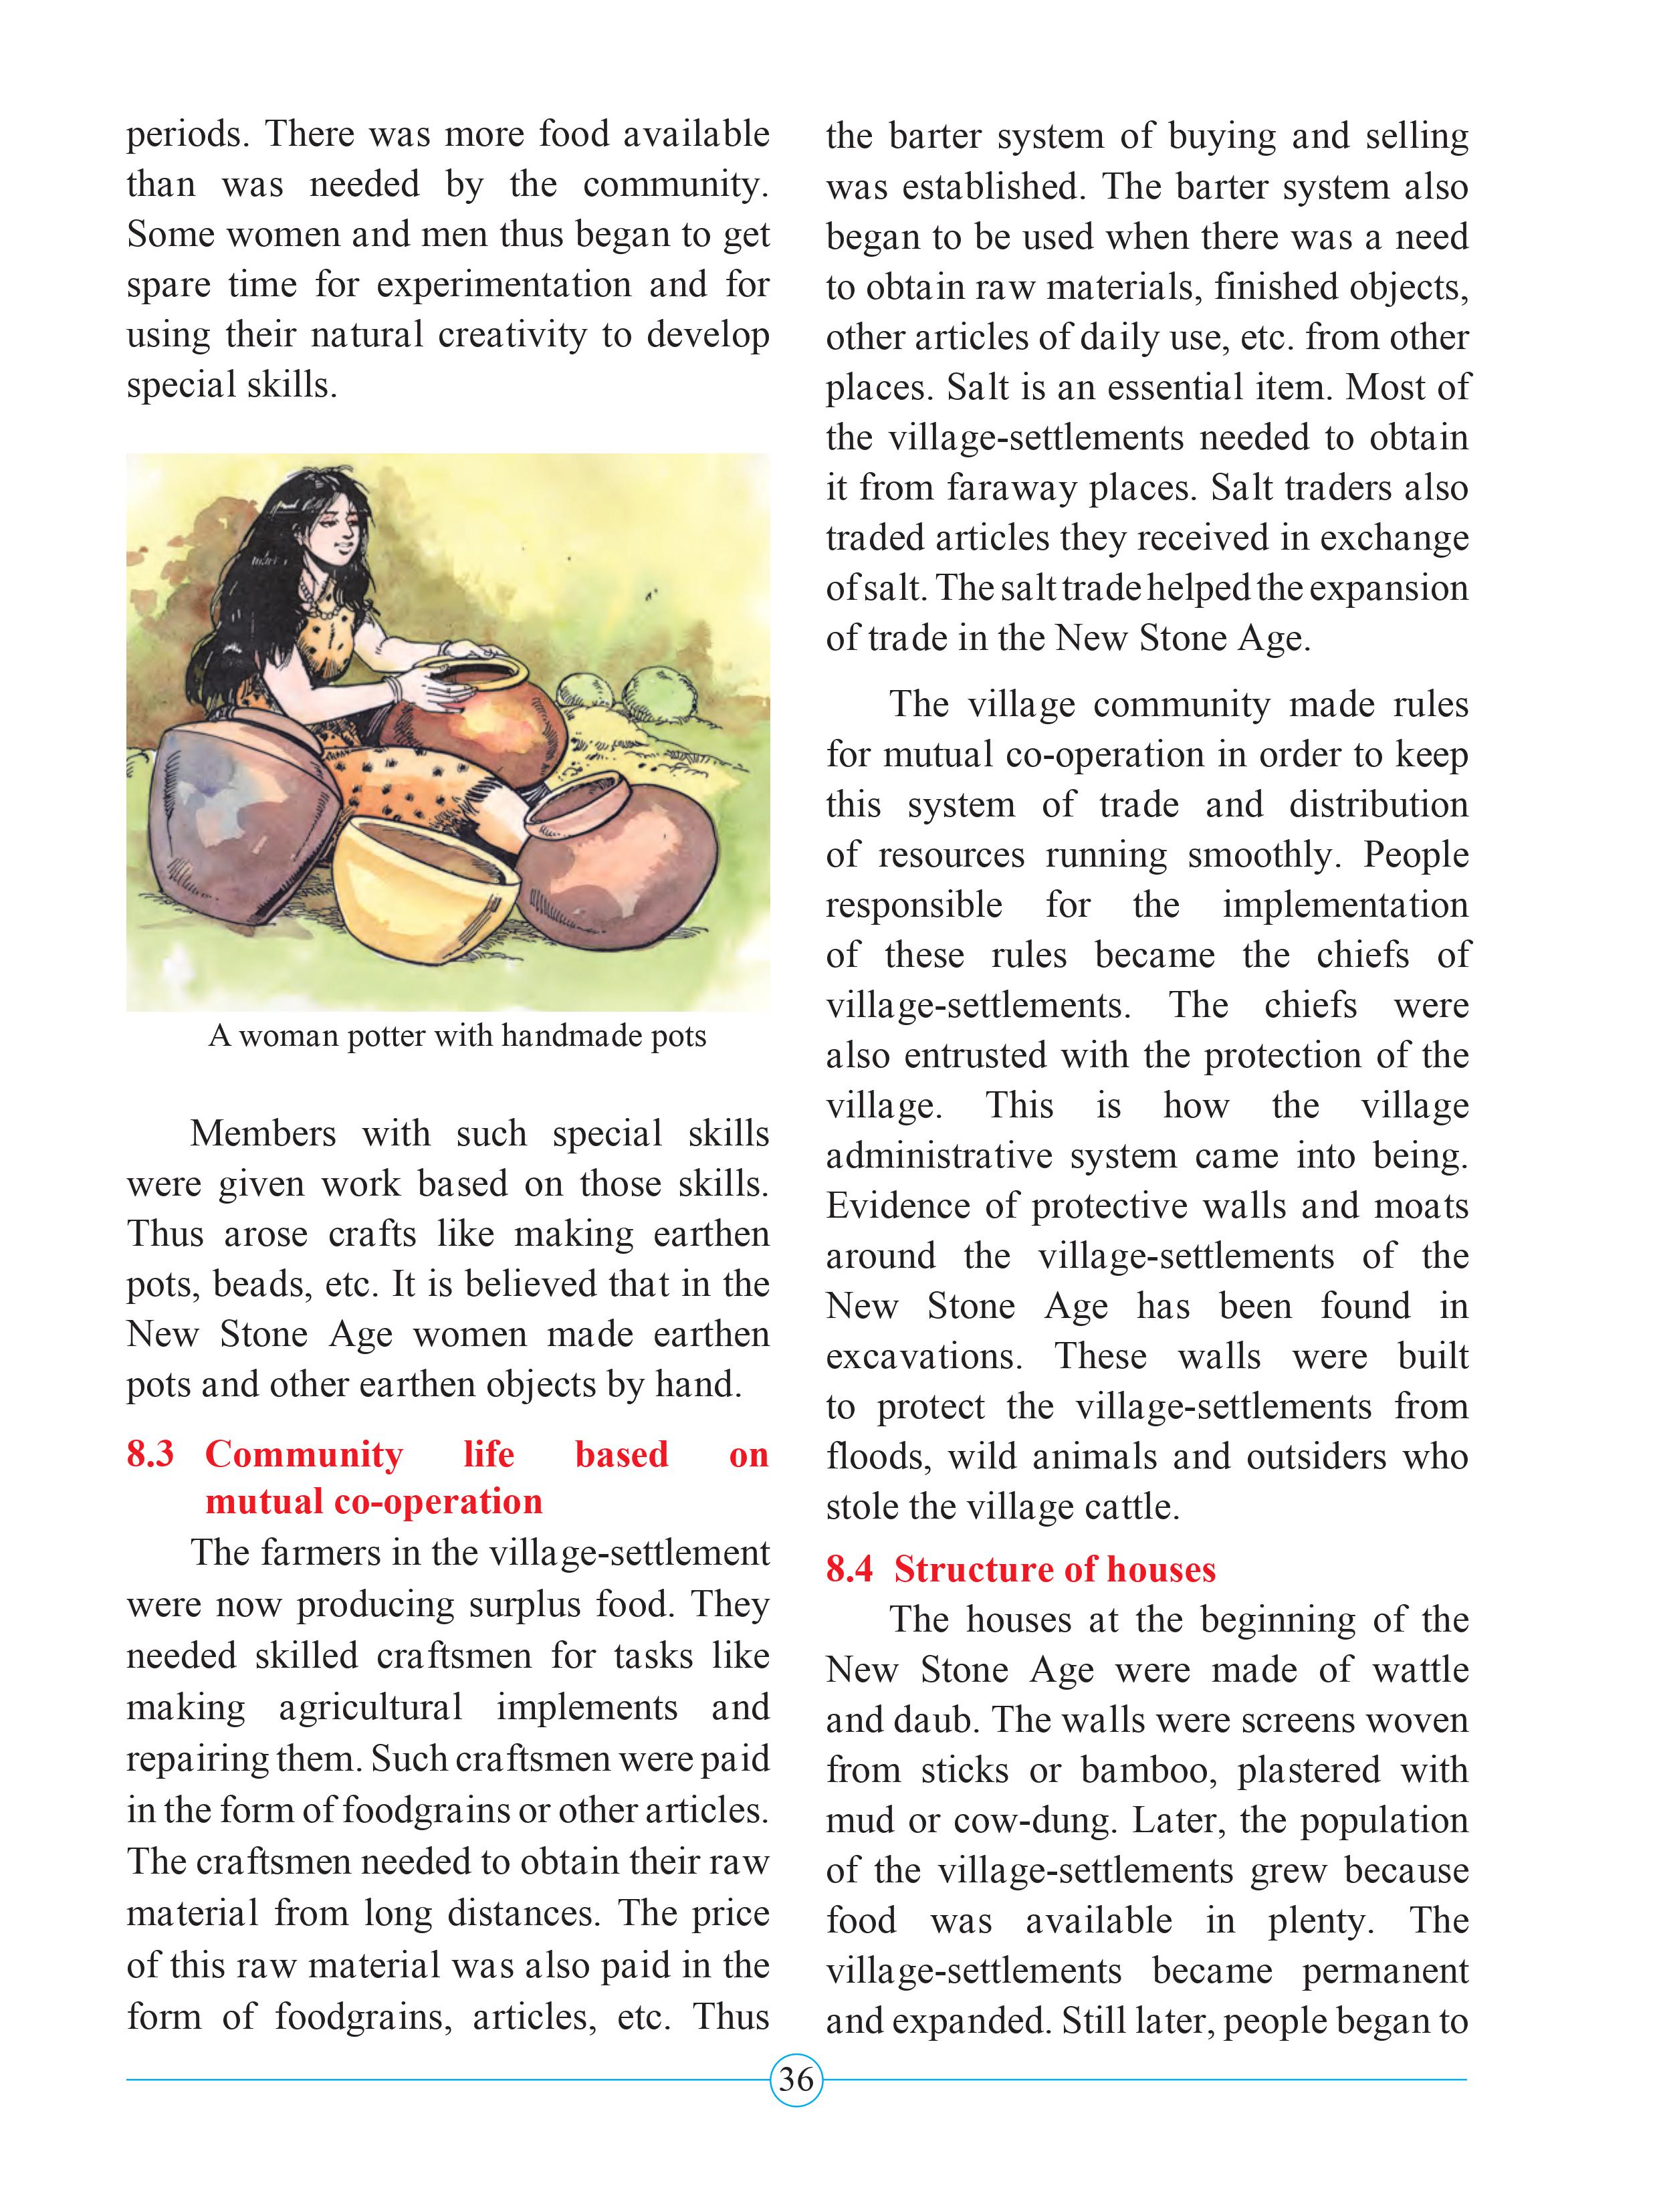 periods. There was more food available
than was needed by the community.
Some women and men thus began to get
spare time for experimentation and for
using their natural creativity to develop
special skills.
A woman potter with handmade pots
Members with such special skills
were given work based on those skills.
Thus arose crafts like making earthen
pots, beads, etc. It is believed that in the
New Stone Age women made earthen
pots and other earthen objects by hand.
8.3 Community life based on
mutual co-operation
The farmers in the village-settlement
were now producing surplus food. They
needed skilled craftsmen for tasks like
making agricultural implements and
repairing them. Such craftsmen were paid
in the form of foodgrains or other articles.
The craftsmen needed to obtain their raw
material from long distances. The price
of this raw material was also paid in the
form of foodgrains, articles, etc. Thus
the barter system of buying and selling
was established. The barter system also
began to be used when there was a need
to obtain raw materials, finished objects,
other articles of daily use, etc. from other
places. Salt is an essential item. Most of
the village-settlements needed to obtain
it from faraway places. Salt traders also
traded articles they received in exchange
of salt. The salt trade helped the expansion
of trade in the New Stone Age.
The village community made rules
for mutual co-operation in order to keep
this system of trade and distribution
of resources running smoothly. People
responsible for the implementation
of these rules became the chiefs of
village-settlements. The chiefs were
also entrusted with the protection of the
village. This is how the village
administrative system came into being.
Evidence of protective walls and moats
around the village-settlements of the
New Stone Age has been found in
excavations. These walls were built
to protect the village-settlements from
floods, wild animals and outsiders who
stole the village cattle.
8.4 Structure of houses
The houses at the beginning of the
New Stone Age were made of wattle
and daub. The walls were screens woven
from sticks or bamboo, plastered with
mud or cow-dung. Later, the population
of the village-settlements grew because
food was available in plenty. The
village-settlements became permanent
and expanded. Still later, people began to
36